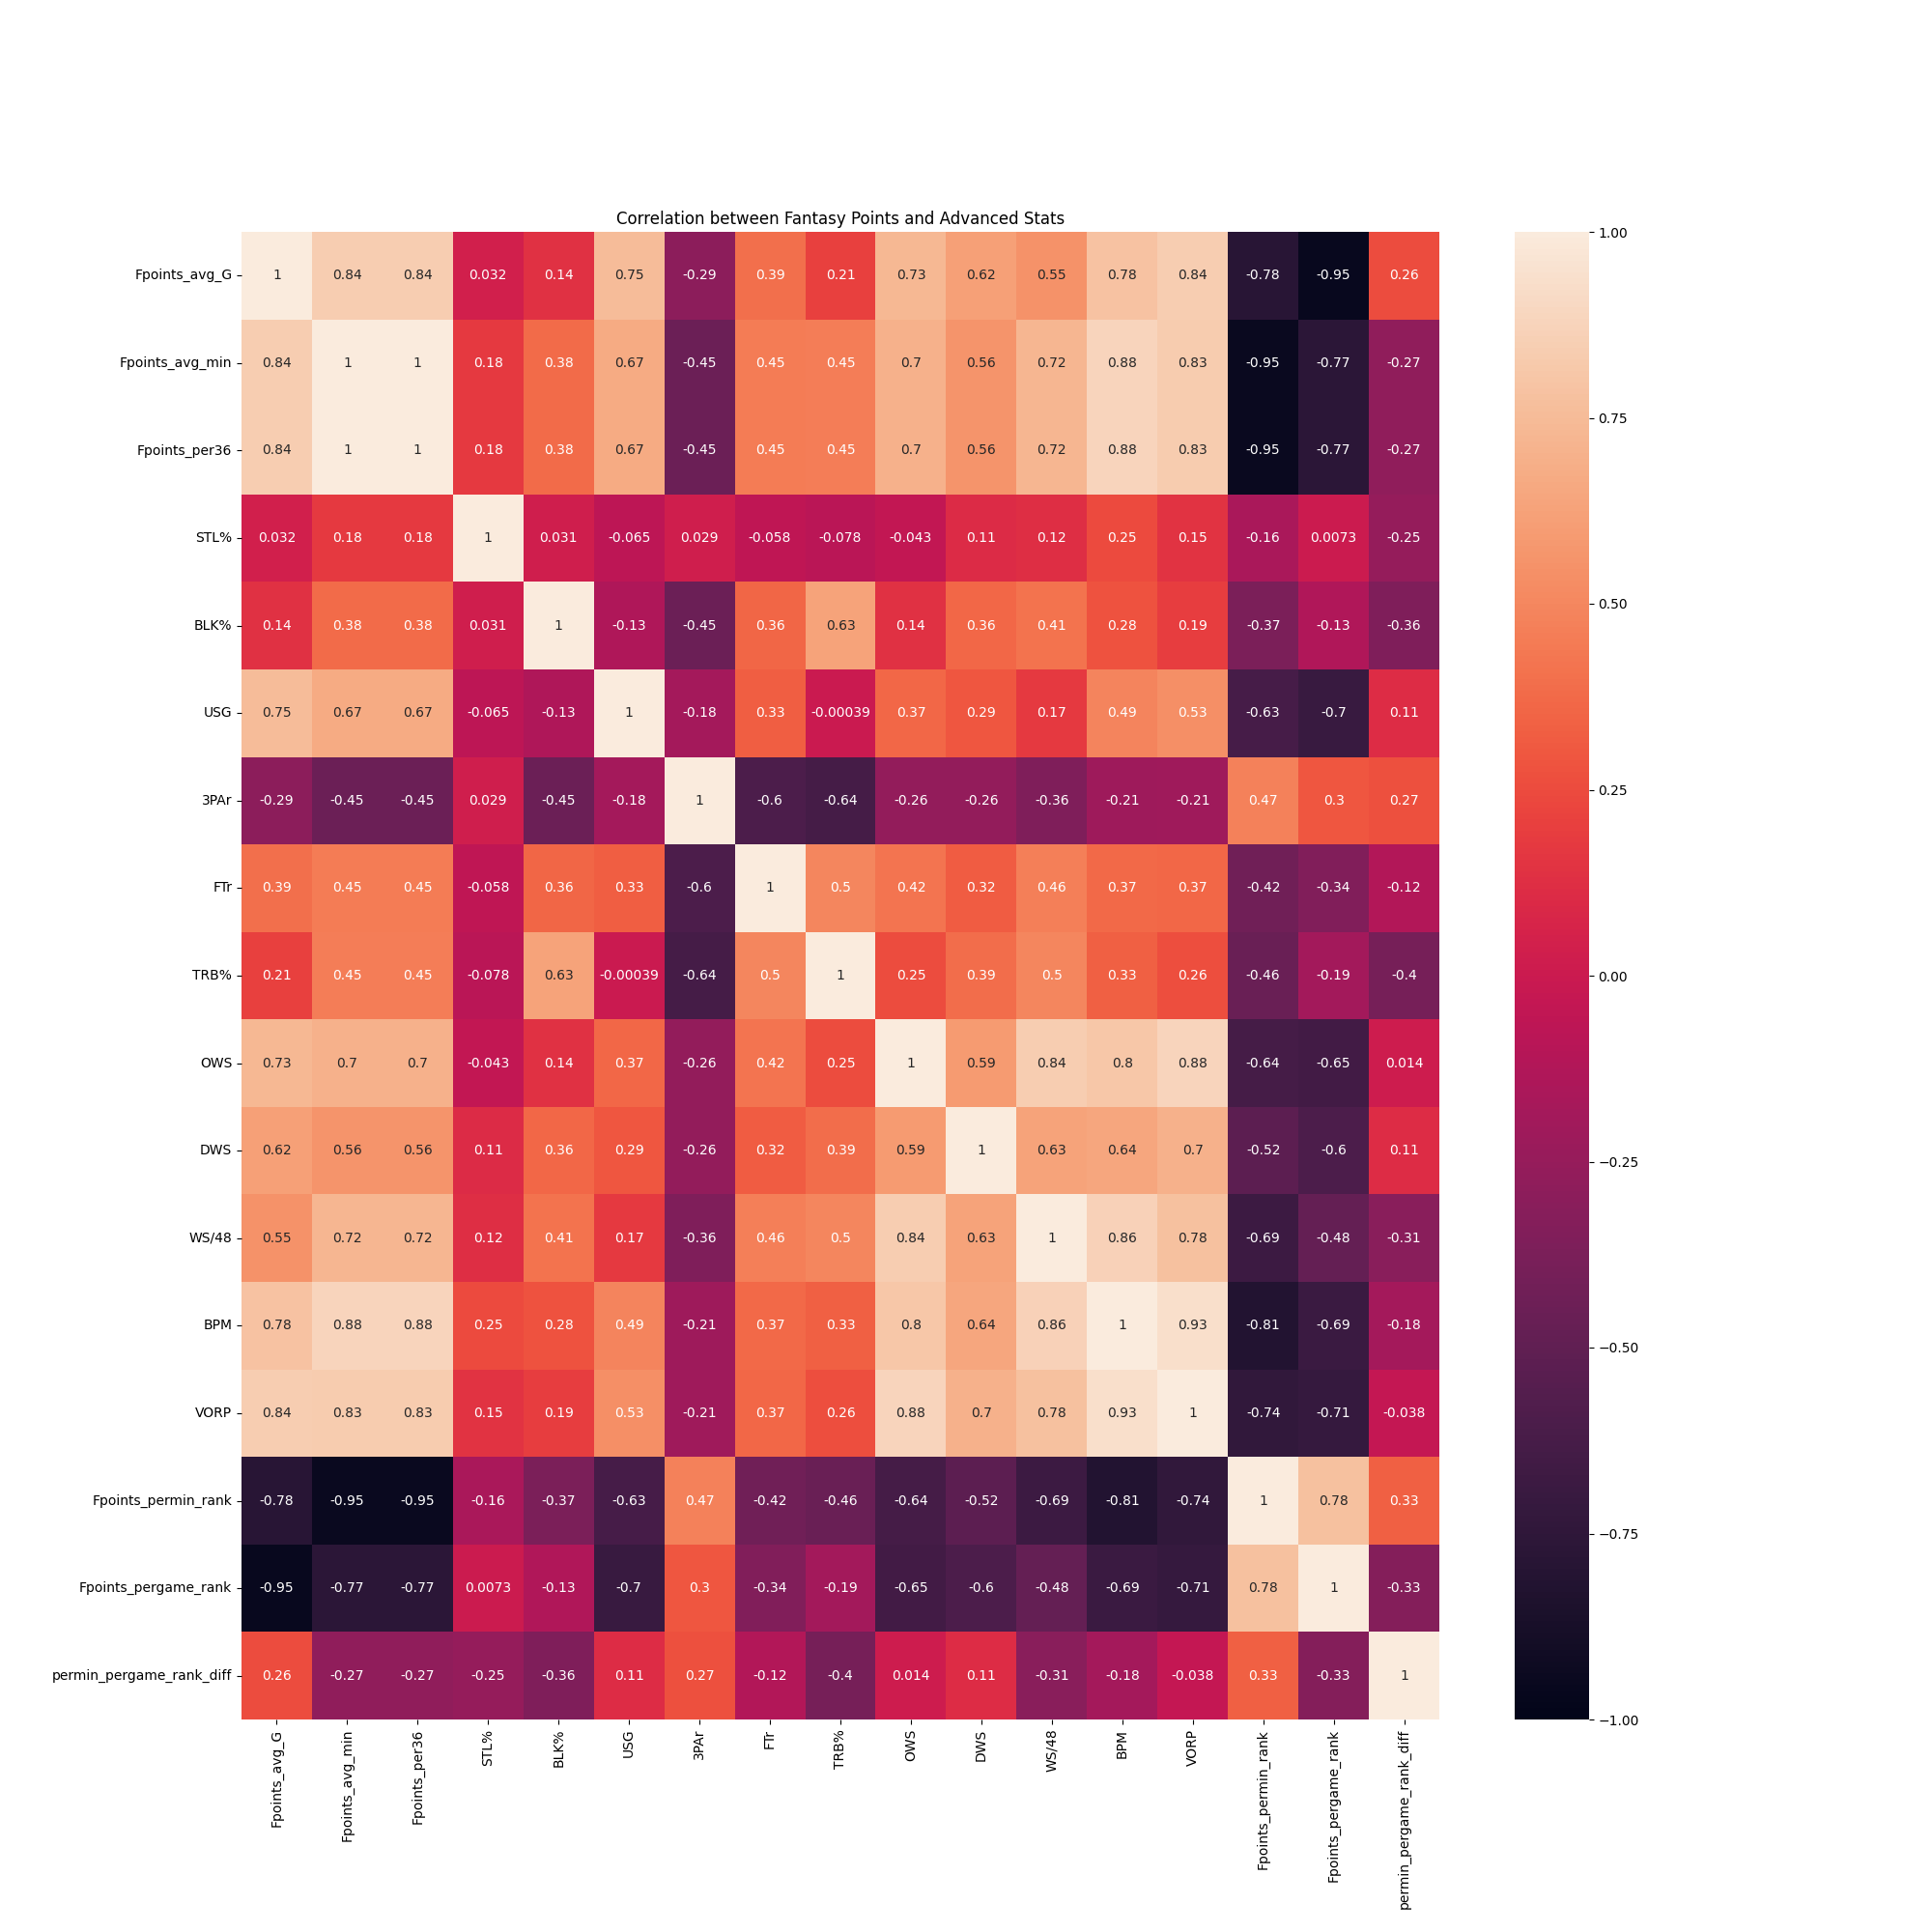 Correlation between Fantasy Points and Advanced Stats
Fpoints_avg_G 1 0.84 0.84 0.032 0.14 0.75 -0.29 0.39 0.21 0.73 0.62 0.55 0.78 0.84 -0.78 -0.95 0.26
Fpoints_avg_min 0.84 1 1 0.18 0.38 0.67 -0.45 0.45 0.45 0.7 0.56 0.72 0.88 0.83 -0.95 -0.77 -0.27
Fpoints_per36 0.84 1 1 0.18 0.38 0.67 -0.45 0.45 0.45 0.7 0.56 0.72 0.88 0.83 -0.95 -0.77 -0.27
STL% 0.032 0.18 0.18 1 0.031 -0.065 0.029 -0.058 -0.078 -0.043 0.11 0.12 0.25 0.15 -0.16 0.0073 -0.25
BLK% 0.14 0.38 0.38 0.031 1 -0.13 -0.45 0.36 0.63 0.14 0.36 0.41 0.28 0.19 -0.37 -0.13 -0.36
USG 0.75 0.67 0.67 -0.065 -0.13 1 -0.18 0.33 -0.00039 0.37 0.29 0.17 0.49 0.53 -0.63 -0.7 0.11
3PAr -0.29 -0.45 -0.45 0.029 -0.45 -0.18 1 -0.6 -0.64 -0.26 -0.26 -0.36 -0.21 -0.21 0.47 0.3 0.27
FTr 0.39 0.45 0.45 -0.058 0.36 0.33 -0.6 1 0.5 0.42 0.32 0.46 0.37 0.37 -0.42 -0.34 -0.12
TRB% 0.21 0.45 0.45 -0.078 0.63 -0.00039 -0.64 0.5 1 0.25 0.39 0.5 0.33 0.26 -0.46 -0.19 -0.4
OWS 0.73 0.7 0.7 -0.043 0.14 0.37 -0.26 0.42 0.25 1 0.59 0.84 0.8 0.88 -0.64 -0.65 0.014
DWS 0.62 0.56 0.56 0.11 0.36 0.29 -0.26 0.32 0.39 0.59 1 0.63 0.64 0.7 -0.52 -0.6 0.11
WS/48 0.55 0.72 0.72 0.12 0.41 0.17 -0.36 0.46 0.5 0.84 0.63 1 0.86 0.78 -0.69 -0.48 -0.31
BPM 0.78 0.88 0.88 0.25 0.28 0.49 -0.21 0.37 0.33 0.8 0.64 0.86 1 0.93 -0.81 -0.69 -0.18
VORP 0.84 0.83 0.83 0.15 0.19 0.53 -0.21 0.37 0.26 0.88 0.7 0.78 0.93 1 -0.74 -0.71 -0.038
Fpoints_permin_rank -0.78 -0.95 -0.95 -0.16 -0.37 -0.63 0.47 -0.42 -0.46 -0.64 -0.52 -0.69 -0.81 -0.74 1 0.78 0.33
Fpoints_pergame_rank -0.95 -0.77 -0.77 0.0073 -0.13 -0.7 0.3 -0.34 -0.19 -0.65 -0.6 -0.48 -0.69 -0.71 0.78 1 -0.33
permin_pergame_rank_diff 0.26 -0.27 -0.27 -0.25 -0.36 0.11 0.27 -0.12 -0.4 0.014 0.11 -0.31 -0.18 -0.038 0.33 -0.33 1
Fpoints_avg_G
Fpoints_avg_min
Fpoints_per36
STL%
BLK%
USG
3PAr
FTr
TRB%
OWS
DWS
WS/48
BPM
VORP
Fpoints_permin_rank
Fpoints_pergame_rank
permin_pergame_rank_diff
1.00
0.75
0.50
0.25
0.00
−0.25
−0.50
−0.75
−1.00